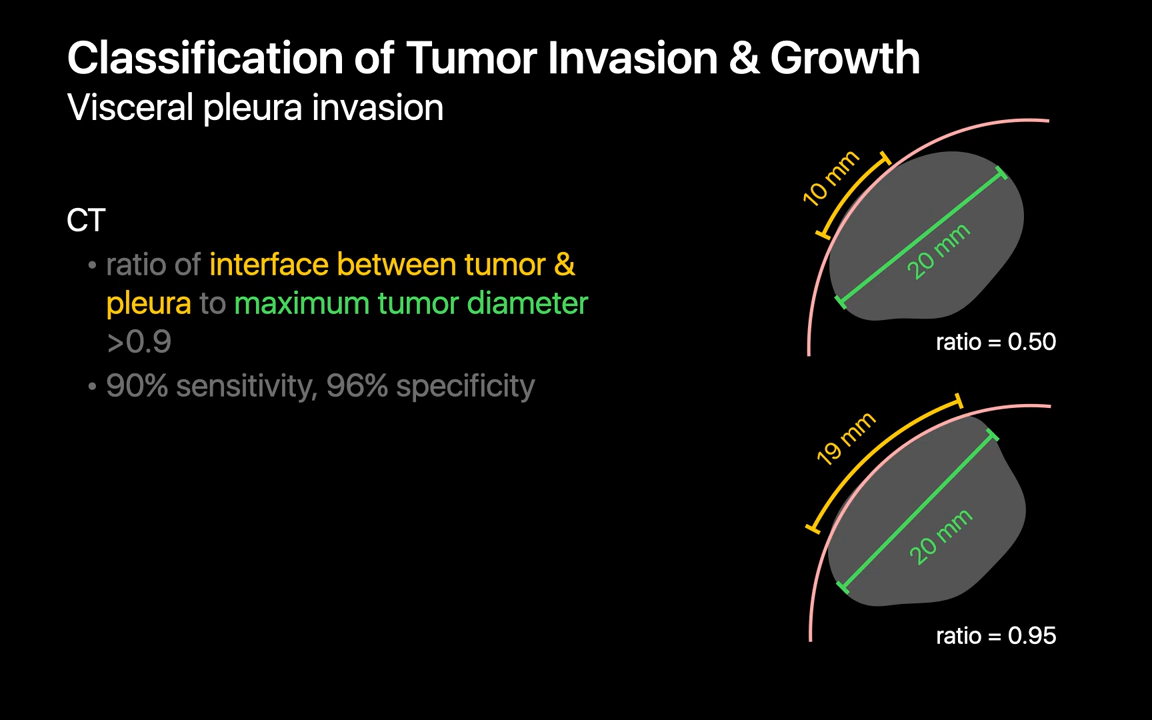 Classification of Tumor Invasion & Growth
Visceral pleura invasion
CT
• ratio of interface between tumor &
pleura to maximum tumor diameter
>0.9
• 90% sensitivity, 96% specificity
10 mm
20 mm
ratio = 0.50
19 mm
20 mm
ratio = 0.95